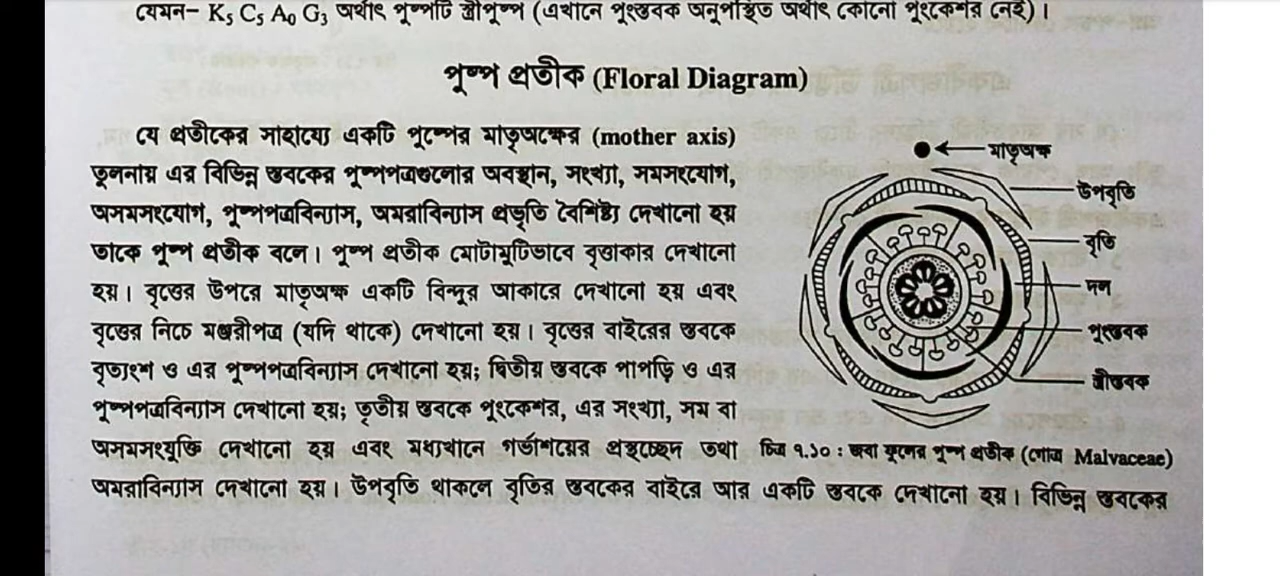 যেমন– K₅ C₅ A₀ G₃ অর্থাৎ পুষ্পটি স্ত্রীপুষ্প (এখানে পুংস্তবক অনুপস্থিত অর্থাৎ কোনো পুংকেশর নেই)।
পুষ্প প্রতীক (Floral Diagram)
যে প্রতীকের সাহায্যে একটি পুষ্পের মাতৃঅক্ষের (mother axis)
তুলনায় এর বিভিন্ন স্তবকের পুষ্পপত্রগুলোর অবস্থান, সংখ্যা, সমসংযোগ,
অসমসংযোগ, পুষ্পপত্রবিন্যাস, অমরাবিন্যাস প্রভৃতি বৈশিষ্ট্য দেখানো হয়
তাকে পুষ্প প্রতীক বলে। পুষ্প প্রতীক মোটামুটিভাবে বৃত্তাকার দেখানো
হয়। বৃত্তের উপরে মাতৃঅক্ষ একটি বিন্দুর আকারে দেখানো হয় এবং
বৃত্তের নিচে মঞ্জরীপত্র (যদি থাকে) দেখানো হয়। বৃত্তের বাইরের স্তবকে
বৃত্যংশ ও এর পুষ্পপত্রবিন্যাস দেখানো হয়; দ্বিতীয় স্তবকে পাপড়ি ও এর
পুষ্পপত্রবিন্যাস দেখানো হয়; তৃতীয় স্তবকে পুংকেশর, এর সংখ্যা, সম বা
অসমসংযুক্তি দেখানো হয় এবং মধ্যখানে গর্ভাশয়ের প্রস্থচ্ছেদ তথা
অমরাবিন্যাস দেখানো হয়। উপবৃতি থাকলে বৃতির স্তবকের বাইরে আর একটি স্তবকে দেখানো হয়। বিভিন্ন স্তবকের
মাতৃঅক্ষ
উপবৃতি
বৃতি
দল
পুংস্তবক
স্ত্রীস্তবক
চিত্র ৭.১০ : জবা ফুলের পুষ্প প্রতীক (গোত্র Malvaceae)